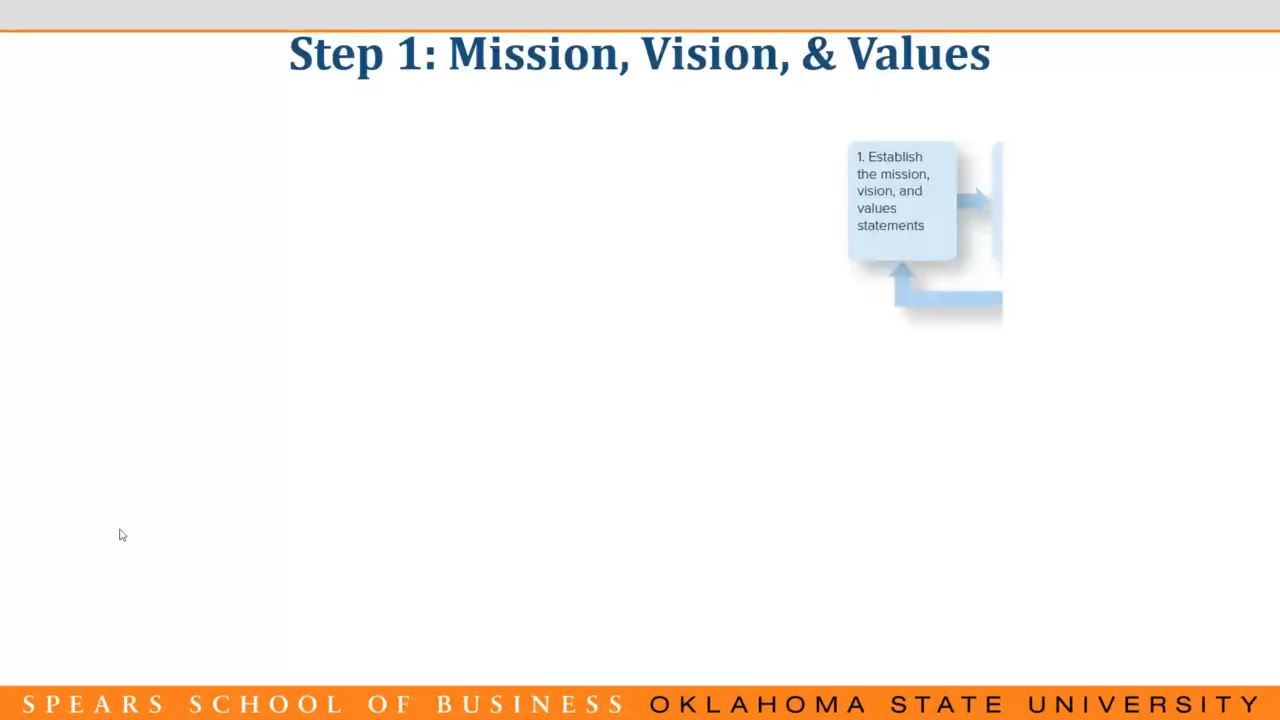 Step 1: Mission, Vision, & Values
1. Establish
the mission,
vision, and
values
statements
SPEARS SCHOOL OF BUSINESS OKLAHOMA STATE UNIVERSITY